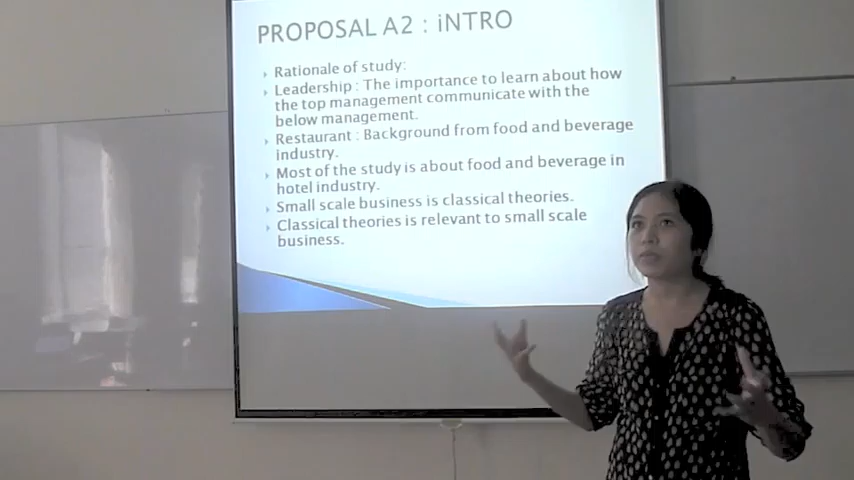 PROPOSAL A2 : iNTRO
Rationale of study:
Leadership : The importance to learn about how
the top management communicate with the
below management.
Restaurant : Background from food and beverage
industry.
Most of the study is about food and beverage in
hotel industry.
Small scale business is classical theories.
Classical theories is relevant to small scale
business.